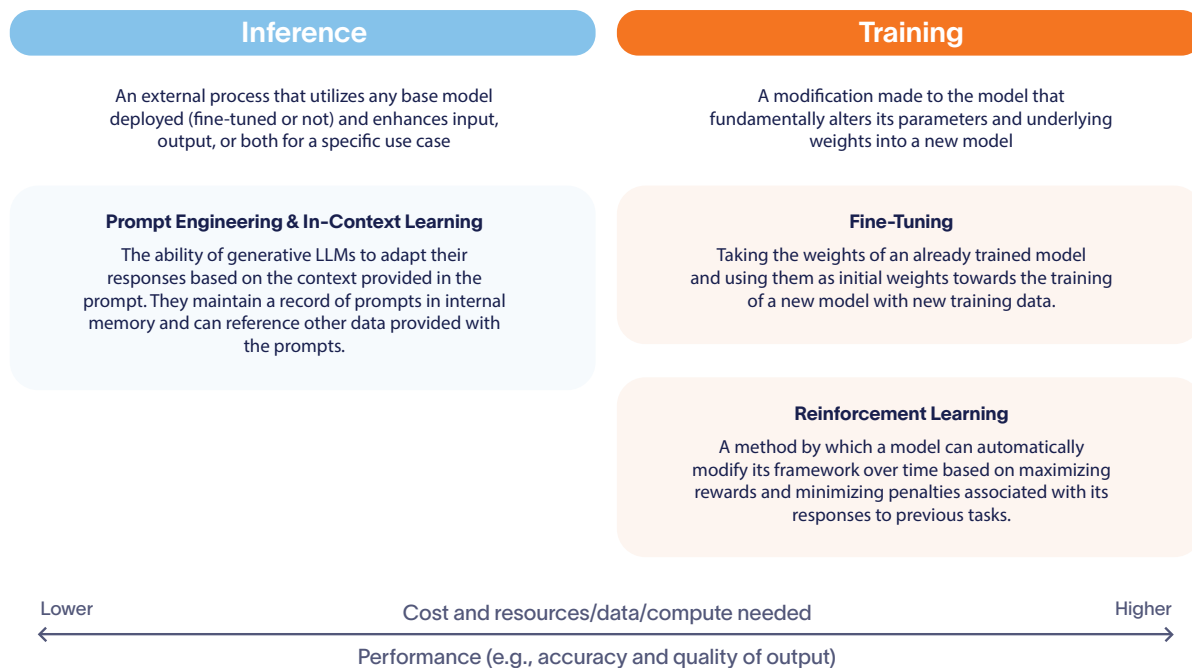 Inference
An external process that utilizes any base model
deployed (fine-tuned or not) and enhances input,
output, or both for a specific use case
Prompt Engineering & In-Context Learning
The ability of generative LLMs to adapt their
responses based on the context provided in the
prompt. They maintain a record of prompts in internal
memory and can reference other data provided with
the prompts.
Training
A modification made to the model that
fundamentally alters its parameters and underlying
weights into a new model
Fine-Tuning
Taking the weights of an already trained model
and using them as initial weights towards the training
of a new model with new training data.
Reinforcement Learning
A method by which a model can automatically
modify its framework over time based on maximizing
rewards and minimizing penalties associated with its
responses to previous tasks.
Lower
Cost and resources/data/compute needed
Higher
Performance (e.g., accuracy and quality of output)